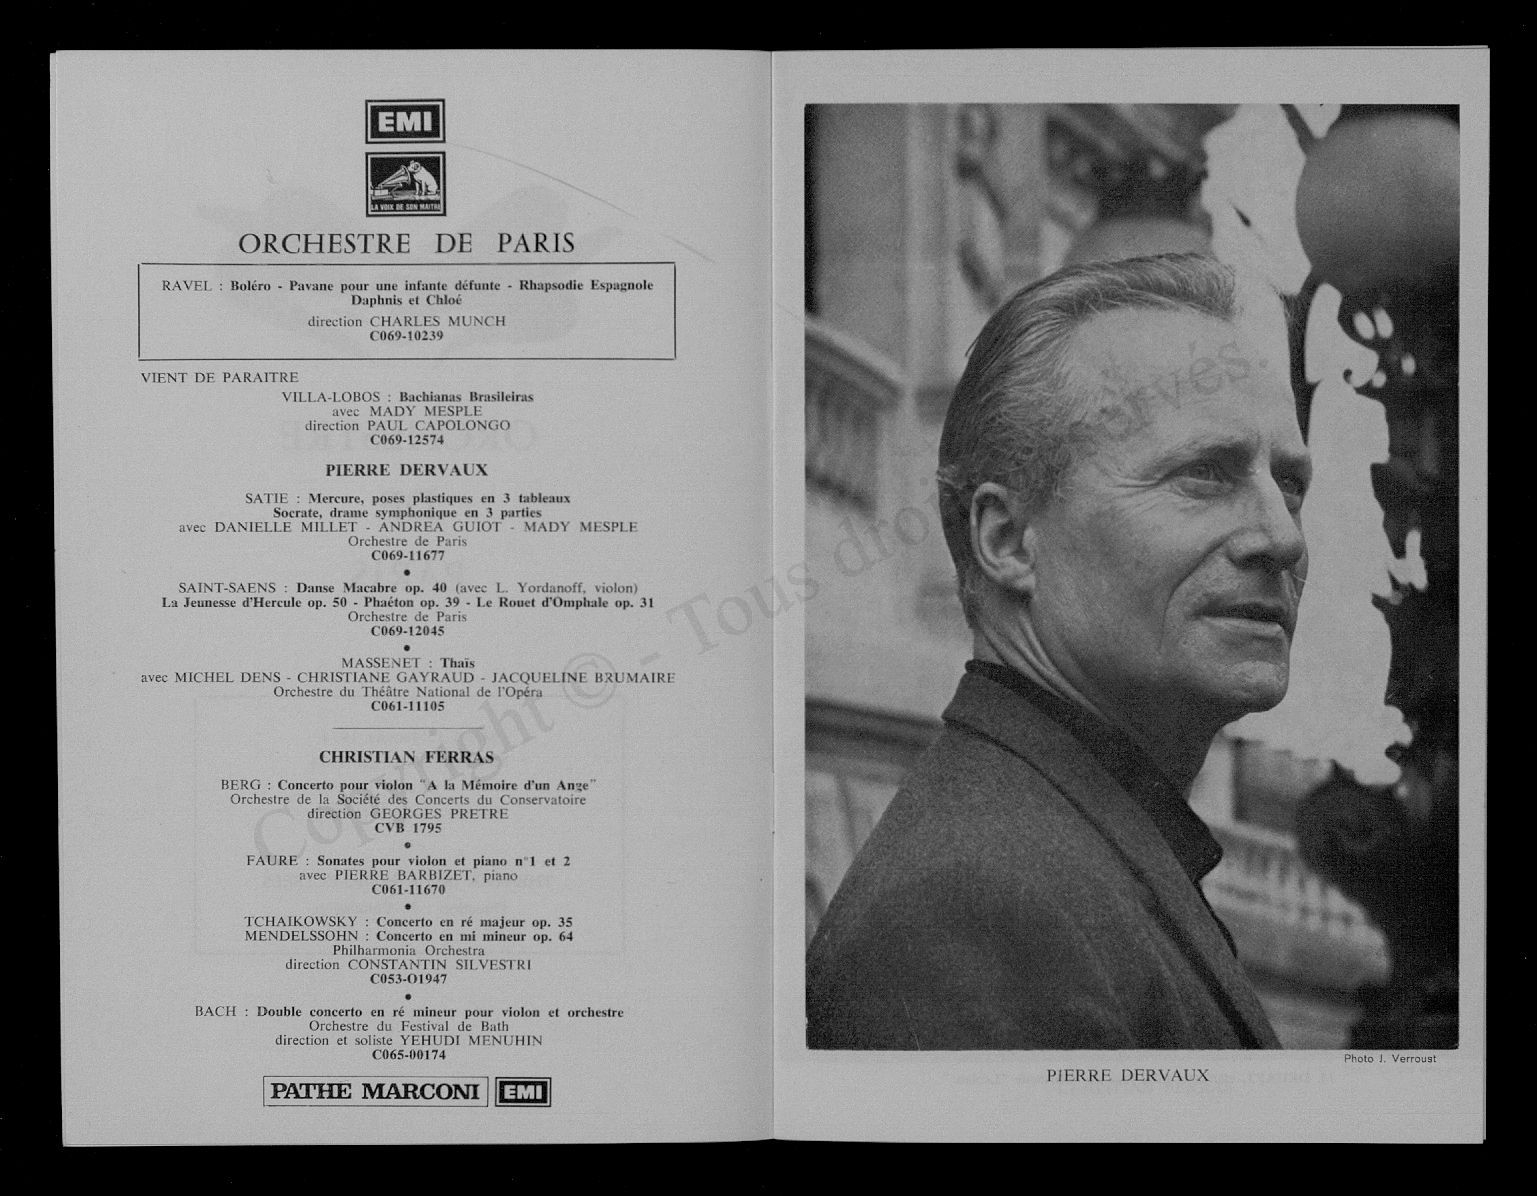 EMI
LA VOIX DE SON MAITRE
ORCHESTRE DE PARIS
RAVEL : Boléro - Pavane pour une infante défunte - Rhapsodie Espagnole
Daphnis et Chloé
direction CHARLES MUNCH
C069-10239
VIENT DE PARAITRE
VILLA-LOBOS : Bachianas Brasileiras
avec MADY MESPLE
direction PAUL CAPOLONGO
C069-12574
PIERRE DERVAUX
SATIE : Mercure, poses plastiques en 3 tableaux
Socrate, drame symphonique en 3 parties
avec DANIELLE MILLET - ANDREA GUIOT - MADY MESPLE
Orchestre de Paris
C069-11677
SAINT-SAENS : Danse Macabre op. 40 (avec L. Yordanoff, violon)
La Jeunesse d'Hercule op. 50 - Phaéton op. 39 - Le Rouet d'Omphale op. 31
Orchestre de Paris
C069-12045
MASSENET : Thaïs
avec MICHEL DENS - CHRISTIANE GAYRAUD - JACQUELINE BRUMAIRE
Orchestre du Théâtre National de l'Opéra
C061-11105
CHRISTIAN FERRAS
BERG : Concerto pour violon "A la Mémoire d'un Ange"
Orchestre de la Société des Concerts du Conservatoire
direction GEORGES PRETRE
CVB 1795
FAURE : Sonates pour violon et piano n°1 et 2
avec PIERRE BARBIZET, piano
C061-11670
TCHAIKOWSKY : Concerto en ré majeur op. 35
MENDELSSOHN : Concerto en mi mineur op. 64
Philharmonia Orchestra
direction CONSTANTIN SILVESTRI
C053-O1947
BACH : Double concerto en ré mineur pour violon et orchestre
Orchestre du Festival de Bath
direction et soliste YEHUDI MENUHIN
C065-00174
PATHE MARCONI EMI
Photo J. Verroust
PIERRE DERVAUX
Copyright © - Tous droits réservés.